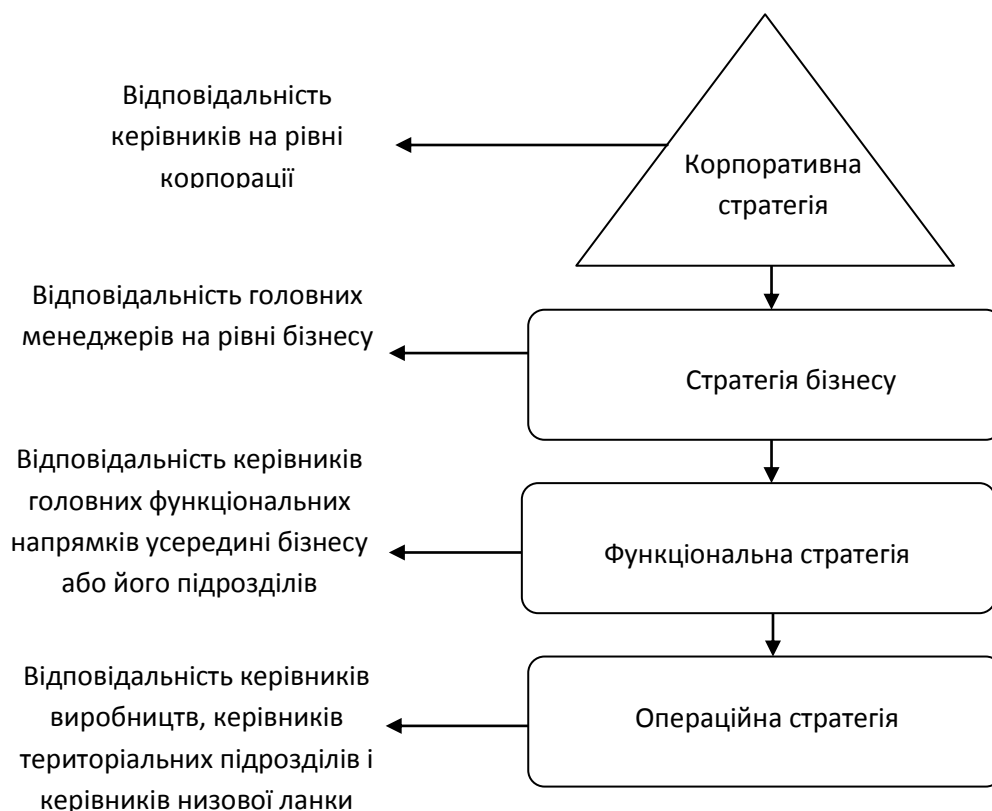 Відповідальність
керівників на рівні
корпорації
Корпоративна
стратегія
Відповідальність головних
менеджерів на рівні бізнесу
Стратегія бізнесу
Відповідальність керівників
головних функціональних
напрямків усередині бізнесу
або його підрозділів
Функціональна стратегія
Відповідальність керівників
виробництв, керівників
територіальних підрозділів і
керівників низової ланки
Операційна стратегія